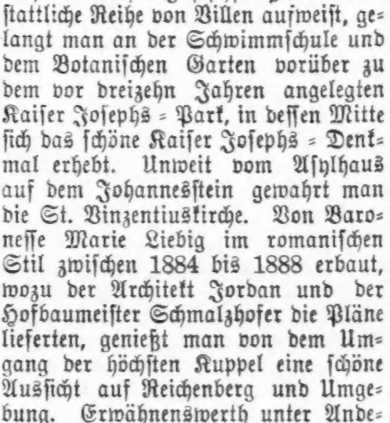 stattliche Reihe von Villen aufweist, ge-
langt man an der Schwimmschule und
dem Botanischen Garten vorüber zu
dem vor dreizehn Jahren angelegten
Kaiser Josephs-Park, in dessen Mitte
sich das schöne Kaiser Josephs-Denk-
mal erhebt. Unweit vom Asylhaus
auf dem Johannesstein gewahrt man
die St. Vinzentiuskirche. Von Baro-
nesse Marie Liebig im romanischen
Stil zwischen 1884 bis 1888 erbaut,
wozu der Architekt Jordan und der
Hofbaumeister Schmalzhofer die Pläne
lieferten, genießt man von dem Um-
gang der höchsten Kuppel eine schöne
Aussicht auf Reichenberg und Umge-
bung. Erwähnenswerth unter Ande-